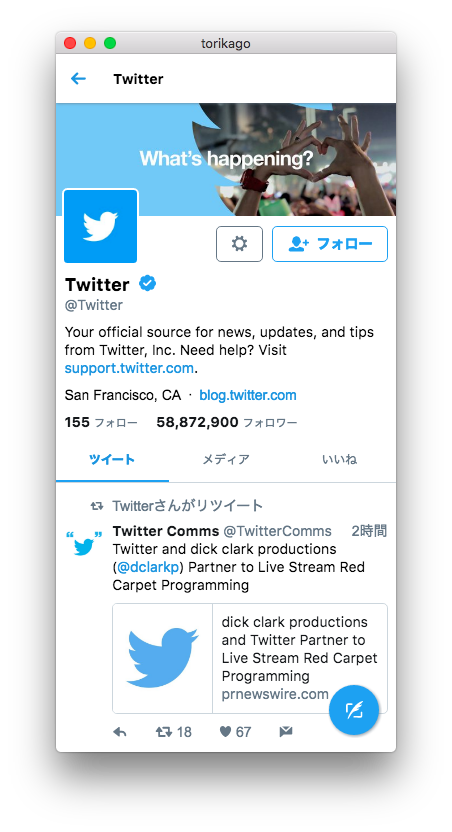 torikago
Twitter
What's happening?
フォロー
Twitter
@Twitter
Your official source for news, updates, and tips
from Twitter, Inc. Need help? Visit
support.twitter.com.
San Francisco, CA · blog.twitter.com
155 フォロー 58,872,900 フォロワー
ツイート メディア いいね
Twitterさんがリツイート
Twitter Comms @TwitterComms 2時間
Twitter and dick clark productions
(@dclarkp) Partner to Live Stream Red
Carpet Programming
dick clark productions
and Twitter Partner to
Live Stream Red Carpet
Programming
prnewswire.com
18 67